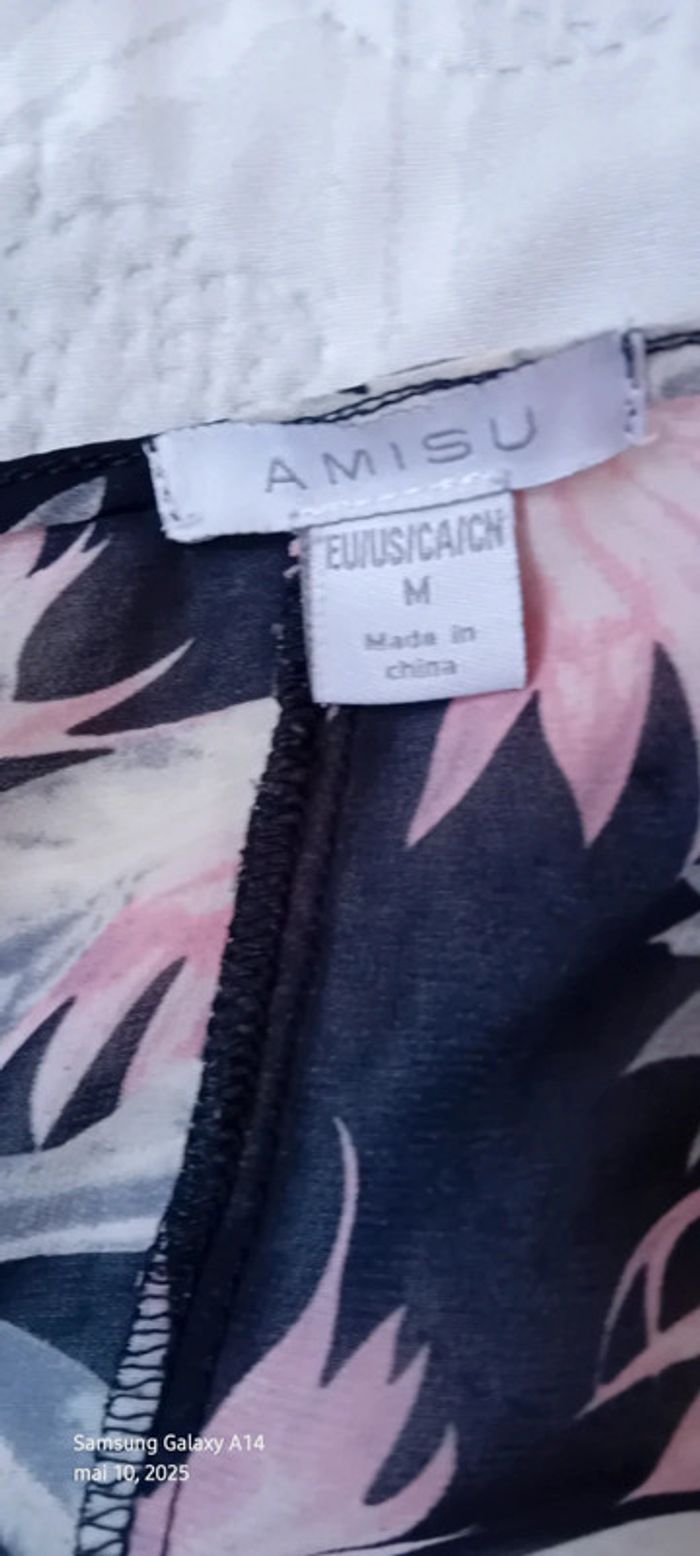 AMISU
EU/US/CA/CN
M
Made in
china
Samsung Galaxy A14
mai 10, 2025